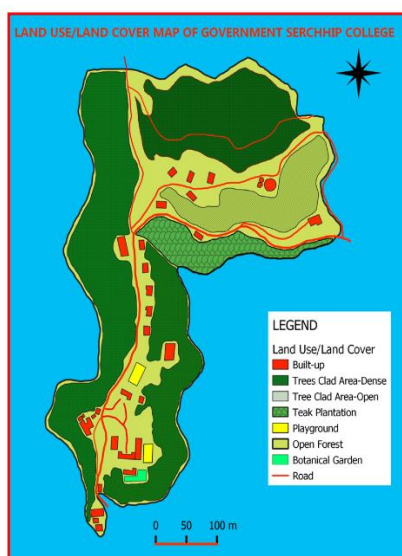 LAND USE/LAND COVER MAP OF GOVERNMENT SERCHHIP COLLEGE
LEGEND
Land Use/Land Cover
Built-up
Trees Clad Area-Dense
Tree Clad Area-Open
Teak Plantation
Playground
Open Forest
Botanical Garden
Road
0 50 100 m